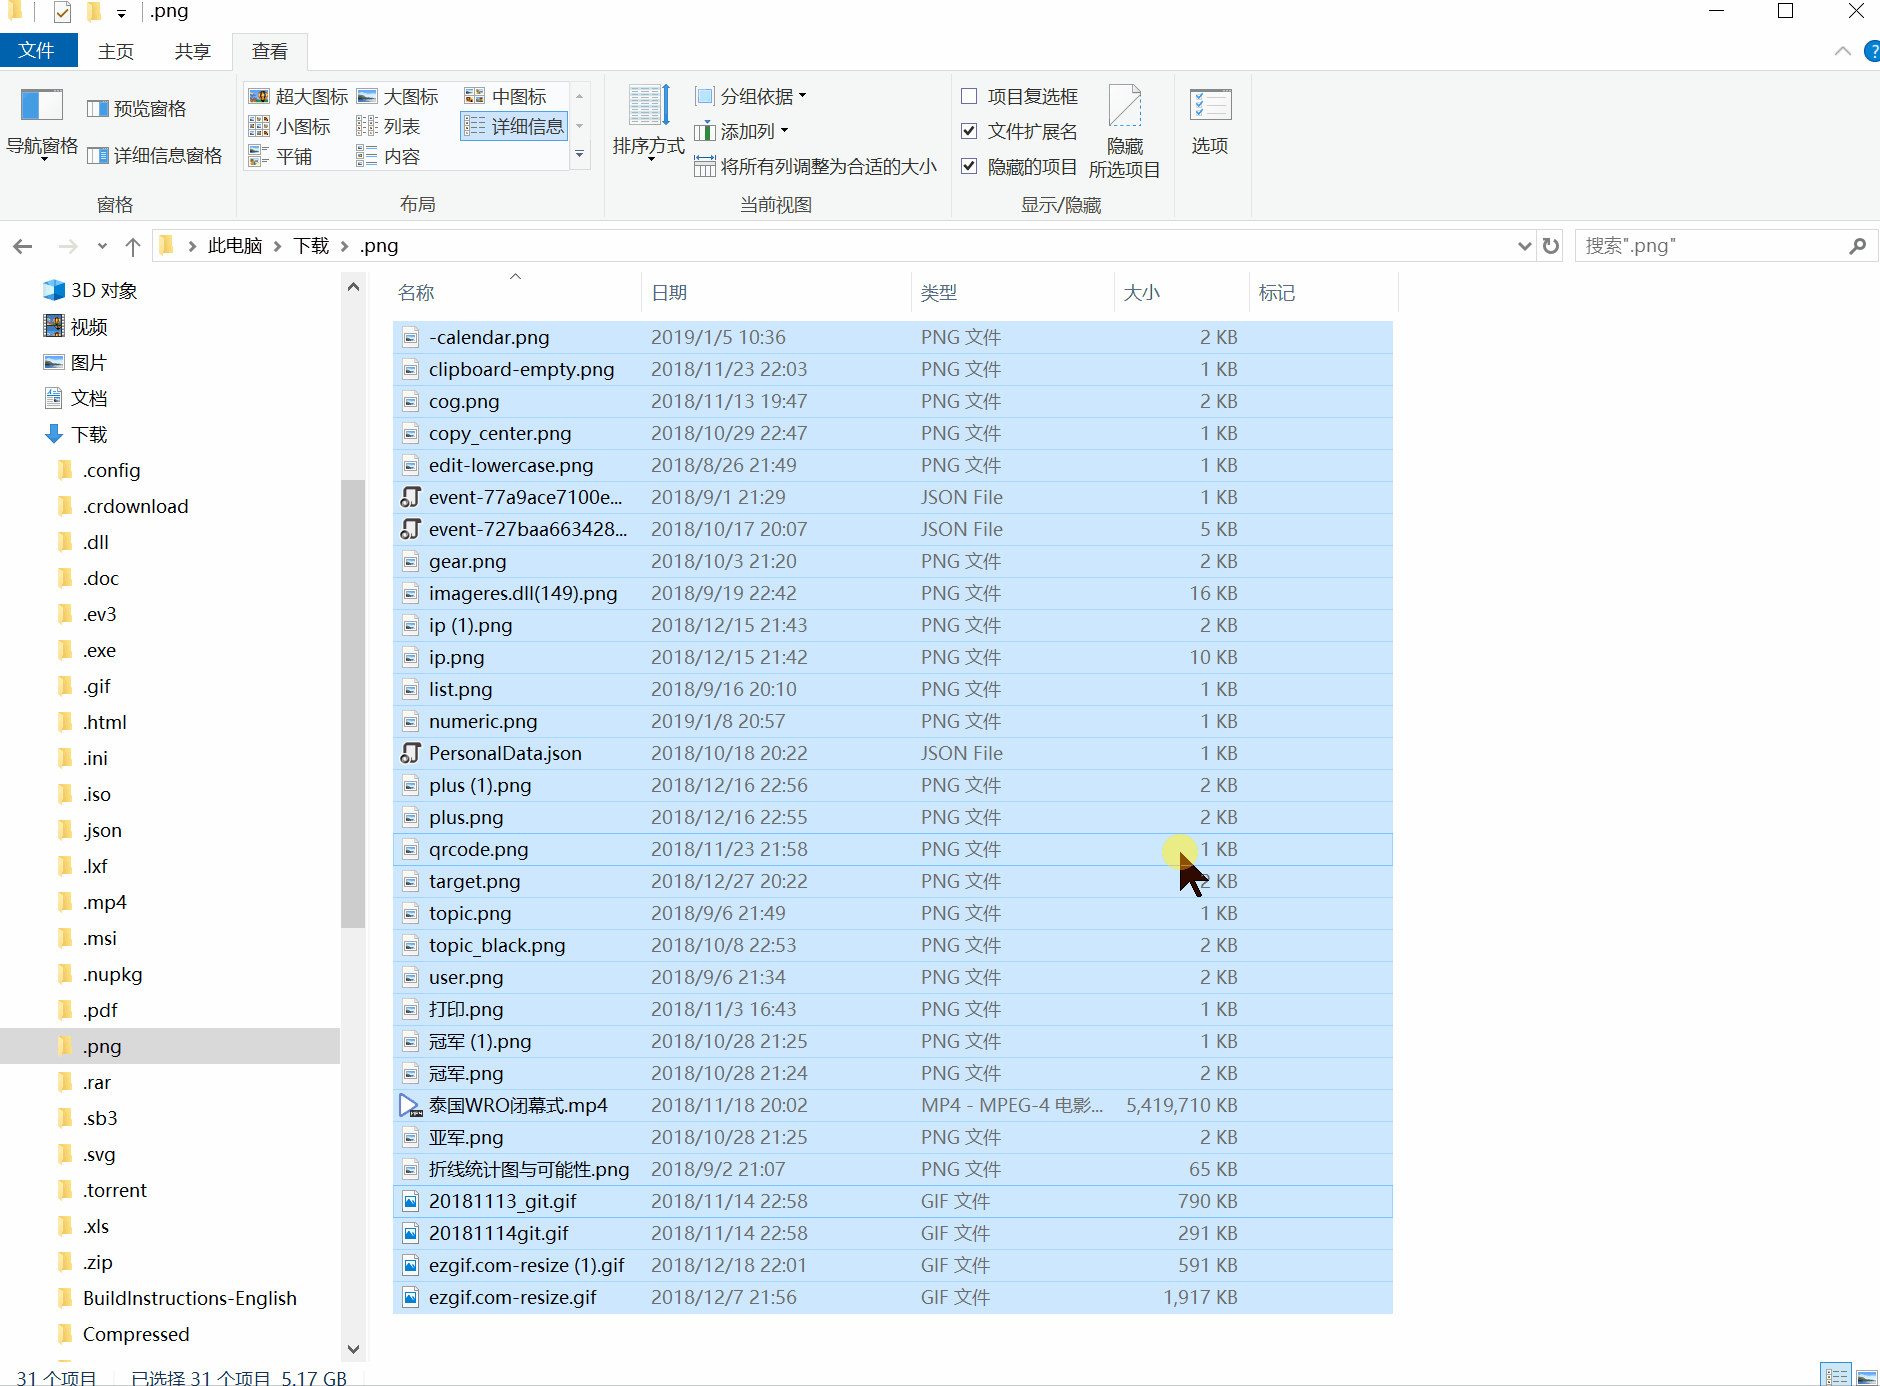 .png
文件 主页 共享 查看
导航窗格 预览窗格 详细信息窗格
窗格
超大图标 大图标 中图标
小图标 列表 详细信息
平铺 内容
布局
排序方式 分组依据
添加列
将所有列调整为合适的大小
当前视图
项目复选框
文件扩展名
隐藏的项目
隐藏
所选项目
显示/隐藏
选项
此电脑 下载 .png
搜索".png"
3D 对象
视频
图片
文档
下载
.config
.crdownload
.dll
.doc
.ev3
.exe
.gif
.html
.ini
.iso
.json
.lxf
.mp4
.msi
.nupkg
.pdf
.png
.rar
.sb3
.svg
.torrent
.xls
.zip
BuildInstructions-English
Compressed
名称 日期 类型 大小 标记
-calendar.png 2019/1/5 10:36 PNG 文件 2 KB
clipboard-empty.png 2018/11/23 22:03 PNG 文件 1 KB
cog.png 2018/11/13 19:47 PNG 文件 2 KB
copy_center.png 2018/10/29 22:47 PNG 文件 1 KB
edit-lowercase.png 2018/8/26 21:49 PNG 文件 1 KB
event-77a9ace7100e... 2018/9/1 21:29 JSON File 1 KB
event-727baa663428... 2018/10/17 20:07 JSON File 5 KB
gear.png 2018/10/3 21:20 PNG 文件 2 KB
imageres.dll(149).png 2018/9/19 22:42 PNG 文件 16 KB
ip (1).png 2018/12/15 21:43 PNG 文件 2 KB
ip.png 2018/12/15 21:42 PNG 文件 10 KB
list.png 2018/9/16 20:10 PNG 文件 1 KB
numeric.png 2019/1/8 20:57 PNG 文件 1 KB
PersonalData.json 2018/10/18 20:22 JSON File 1 KB
plus (1).png 2018/12/16 22:56 PNG 文件 2 KB
plus.png 2018/12/16 22:55 PNG 文件 2 KB
qrcode.png 2018/11/23 21:58 PNG 文件 1 KB
target.png 2018/12/27 20:22 PNG 文件 2 KB
topic.png 2018/9/6 21:49 PNG 文件 1 KB
topic_black.png 2018/10/8 22:53 PNG 文件 2 KB
user.png 2018/9/6 21:34 PNG 文件 2 KB
打印.png 2018/11/3 16:43 PNG 文件 1 KB
冠军 (1).png 2018/10/28 21:25 PNG 文件 1 KB
冠军.png 2018/10/28 21:24 PNG 文件 2 KB
泰国WRO闭幕式.mp4 2018/11/18 20:02 MP4 - MPEG-4 电影... 5,419,710 KB
亚军.png 2018/10/28 21:25 PNG 文件 2 KB
折线统计图与可能性.png 2018/9/2 21:07 PNG 文件 65 KB
20181113_git.gif 2018/11/14 22:58 GIF 文件 790 KB
20181114git.gif 2018/11/14 22:58 GIF 文件 291 KB
ezgif.com-resize (1).gif 2018/12/18 22:01 GIF 文件 591 KB
ezgif.com-resize.gif 2018/12/7 21:56 GIF 文件 1,917 KB
31 个项目 已选择 31 个项目 5.17 GB